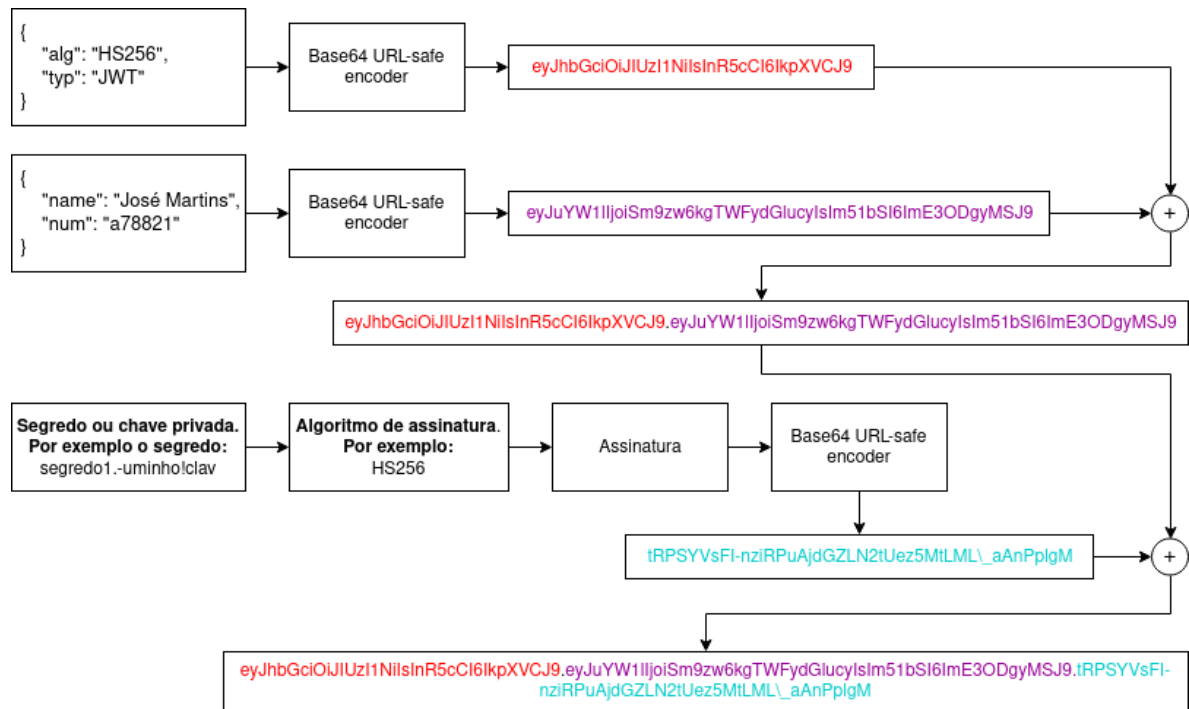 {
"alg": "HS256",
"typ": "JWT"
}
Base64 URL-safe
encoder
eyJhbGciOiJIUzI1NiIsInR5cCI6IkpXVCJ9
{
"name": "José Martins",
"num": "a78821"
}
Base64 URL-safe
encoder
eyJuYW1lIjoiSm9zw6kgTWFydGlucyIsIm51bSI6ImE3ODgyMSJ9
+
eyJhbGciOiJIUzI1NiIsInR5cCI6IkpXVCJ9.eyJuYW1lIjoiSm9zw6kgTWFydGlucyIsIm51bSI6ImE3ODgyMSJ9
Segredo ou chave privada.
Por exemplo o segredo:
segredo1.-uminho!clav
Algoritmo de assinatura.
Por exemplo:
HS256
Assinatura
Base64 URL-safe
encoder
tRPSYVsFI-nziRPuAjdGZLN2tUez5MtLML\_aAnPplgM
+
eyJhbGciOiJIUzI1NiIsInR5cCI6IkpXVCJ9.eyJuYW1lIjoiSm9zw6kgTWFydGlucyIsIm51bSI6ImE3ODgyMSJ9.tRPSYVsFI-
nziRPuAjdGZLN2tUez5MtLML\_aAnPplgM